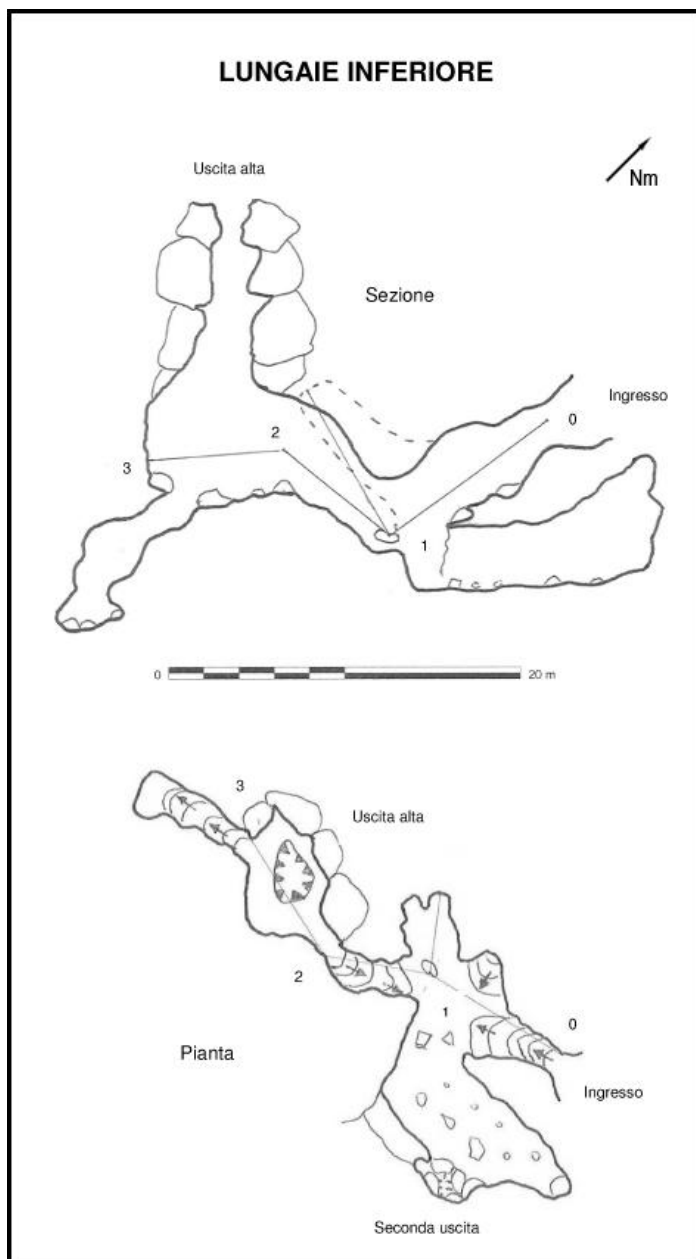 LUNGAIE INFERIORE
Uscita alta
Nm
Sezione
Ingresso
0
2
3
1
0 20 m
3
Uscita alta
2
1
0
Pianta
Ingresso
Seconda uscita